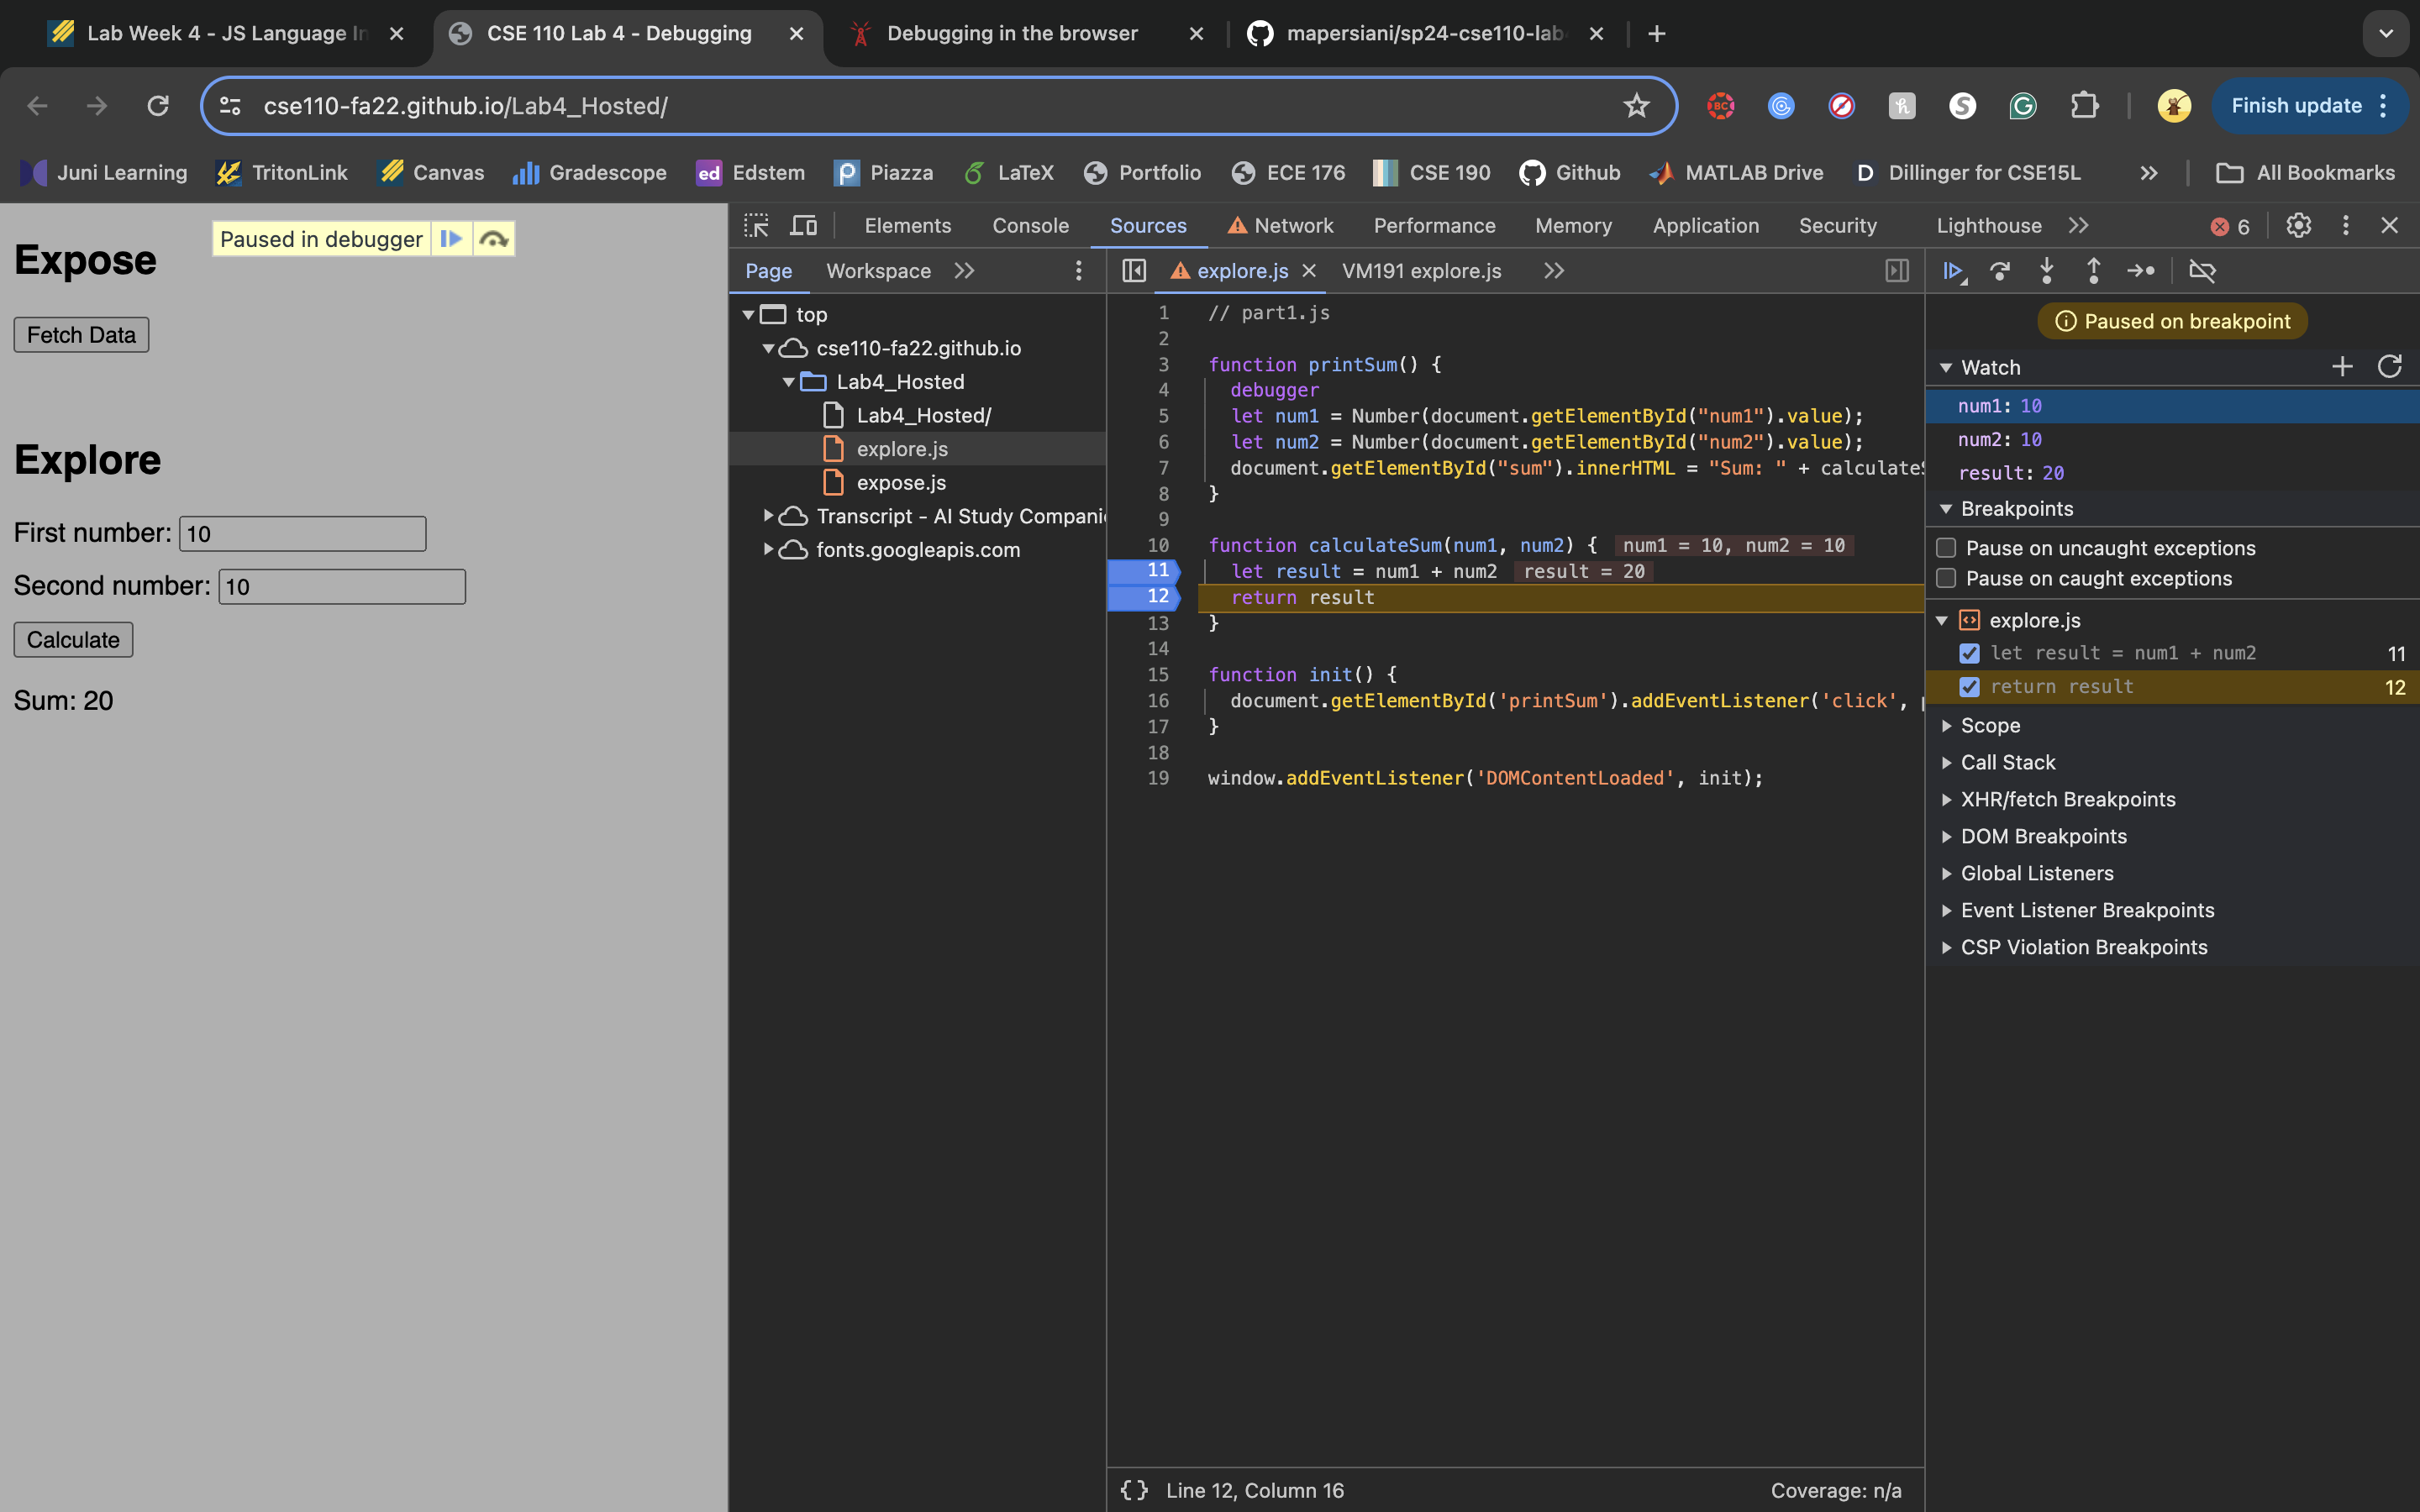 Lab Week 4 - JS Language In
CSE 110 Lab 4 - Debugging
Debugging in the browser
mapersiani/sp24-cse110-lab
cse110-fa22.github.io/Lab4_Hosted/
BC
h
S
G
Finish update
Juni Learning
TritonLink
Canvas
Gradescope
ed Edstem
p Piazza
LaTeX
Portfolio
ECE 176
CSE 190
Github
MATLAB Drive
D Dillinger for CSE15L
All Bookmarks
Expose
Paused in debugger
Fetch Data
Explore
First number: 10
Second number: 10
Calculate
Sum: 20
Elements Console Sources Network Performance Memory Application Security Lighthouse 6
Page Workspace
top
cse110-fa22.github.io
Lab4_Hosted
Lab4_Hosted/
explore.js
expose.js
Transcript - AI Study Compani
fonts.googleapis.com
explore.js VM191 explore.js
1 // part1.js
2
3 function printSum() {
4 debugger
5 let num1 = Number(document.getElementById("num1").value);
6 let num2 = Number(document.getElementById("num2").value);
7 document.getElementById("sum").innerHTML = "Sum: " + calculateS
8 }
9
10 function calculateSum(num1, num2) { num1 = 10, num2 = 10
11 let result = num1 + num2 result = 20
12 return result
13 }
14
15 function init() {
16 document.getElementById('printSum').addEventListener('click', p
17 }
18
19 window.addEventListener('DOMContentLoaded', init);
{ } Line 12, Column 16
Coverage: n/a
Paused on breakpoint
Watch
num1: 10
num2: 10
result: 20
Breakpoints
Pause on uncaught exceptions
Pause on caught exceptions
explore.js
let result = num1 + num2 11
return result 12
Scope
Call Stack
XHR/fetch Breakpoints
DOM Breakpoints
Global Listeners
Event Listener Breakpoints
CSP Violation Breakpoints